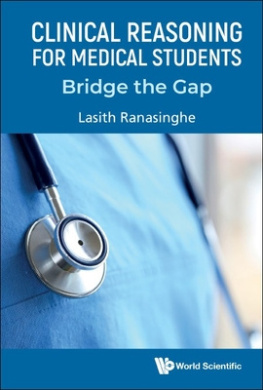 CLINICAL REASONING
FOR MEDICAL STUDENTS
Bridge the Gap
Lasith Ranasinghe
World Scientific